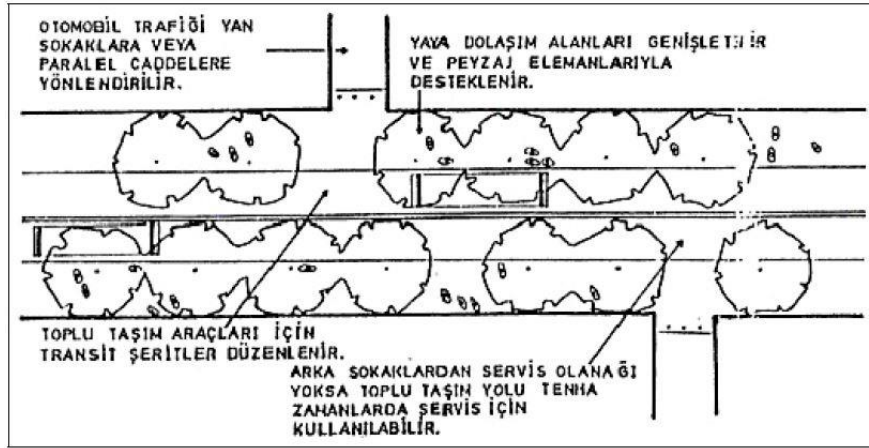 OTOMOBİL TRAFİĞİ YAN
SOKAKLARA VEYA
PARALEL CADDELERE
YÖNLENDİRİLİR.
YAYA DOLAŞIM ALANLARI GENİŞLETİLİR
VE PEYZAJ ELEMANLARIYLA
DESTEKLENİR.
TOPLU TAŞIM ARAÇLARI İÇİN
TRANSİT ŞERİTLER DÜZENLENİR.
ARKA SOKAKLARDAN SERVİS OLANAĞI
YOKSA TOPLU TAŞIM YOLU TENHA
ZAMANLARDA SERVİS İÇİN
KULLANILABİLİR.